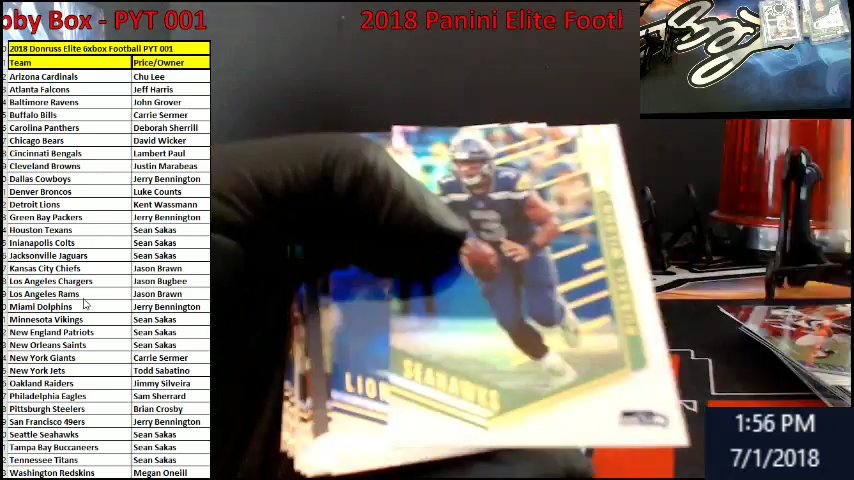 bby Box - PYT 001
2018 Panini Elite Footl
2018 Donruss Elite 6xbox Football PYT 001
Team Price/Owner
Arizona Cardinals Chu Lee
Atlanta Falcons Jeff Harris
Baltimore Ravens John Grover
Buffalo Bills Carrie Sermer
Carolina Panthers Deborah Sherrill
Chicago Bears David Wicker
Cincinnati Bengals Lambert Paul
Cleveland Browns Justin Marabeas
Dallas Cowboys Jerry Bennington
Denver Broncos Luke Counts
Detroit Lions Kent Wassmann
Green Bay Packers Jerry Bennington
Houston Texans Sean Sakas
Inianapolis Colts Sean Sakas
Jacksonville Jaguars Sean Sakas
Kansas City Chiefs Jason Brawn
Los Angeles Chargers Jason Bugbee
Los Angeles Rams Jason Brawn
Miami Dolphins Jerry Bennington
Minnesota Vikings Sean Sakas
New England Patriots Sean Sakas
New Orleans Saints Sean Sakas
New York Giants Carrie Sermer
New York Jets Todd Sabatino
Oakland Raiders Jimmy Silveira
Philadelphia Eagles Sam Sherrard
Pittsburgh Steelers Brian Crosby
San Francisco 49ers Jerry Bennington
Seattle Seahawks Sean Sakas
Tampa Bay Buccaneers Sean Sakas
Tennessee Titans Sean Sakas
Washington Redskins Megan Oneill
LION
SEAHAWKS
RUSSELL WILSON
3
1:56 PM
7/1/2018